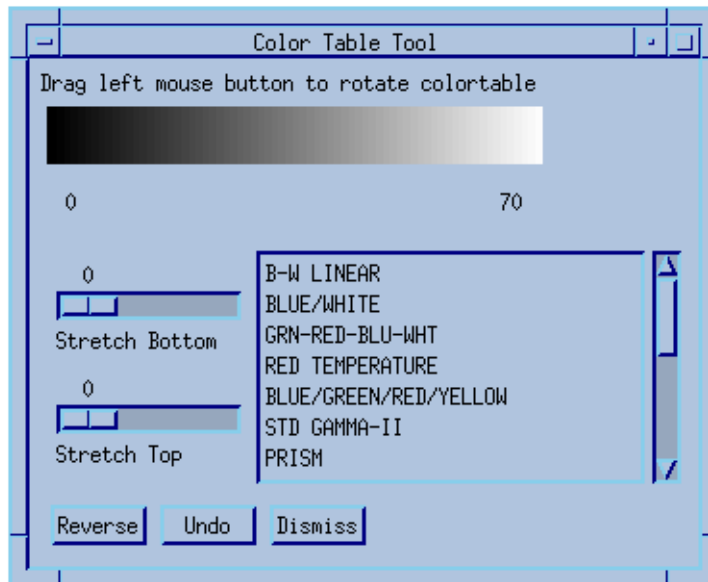 Color Table Tool
Drag left mouse button to rotate colortable
0 70
0
Stretch Bottom
0
Stretch Top
B-W LINEAR
BLUE/WHITE
GRN-RED-BLU-WHT
RED TEMPERATURE
BLUE/GREEN/RED/YELLOW
STD GAMMA-II
PRISM
Reverse Undo Dismiss